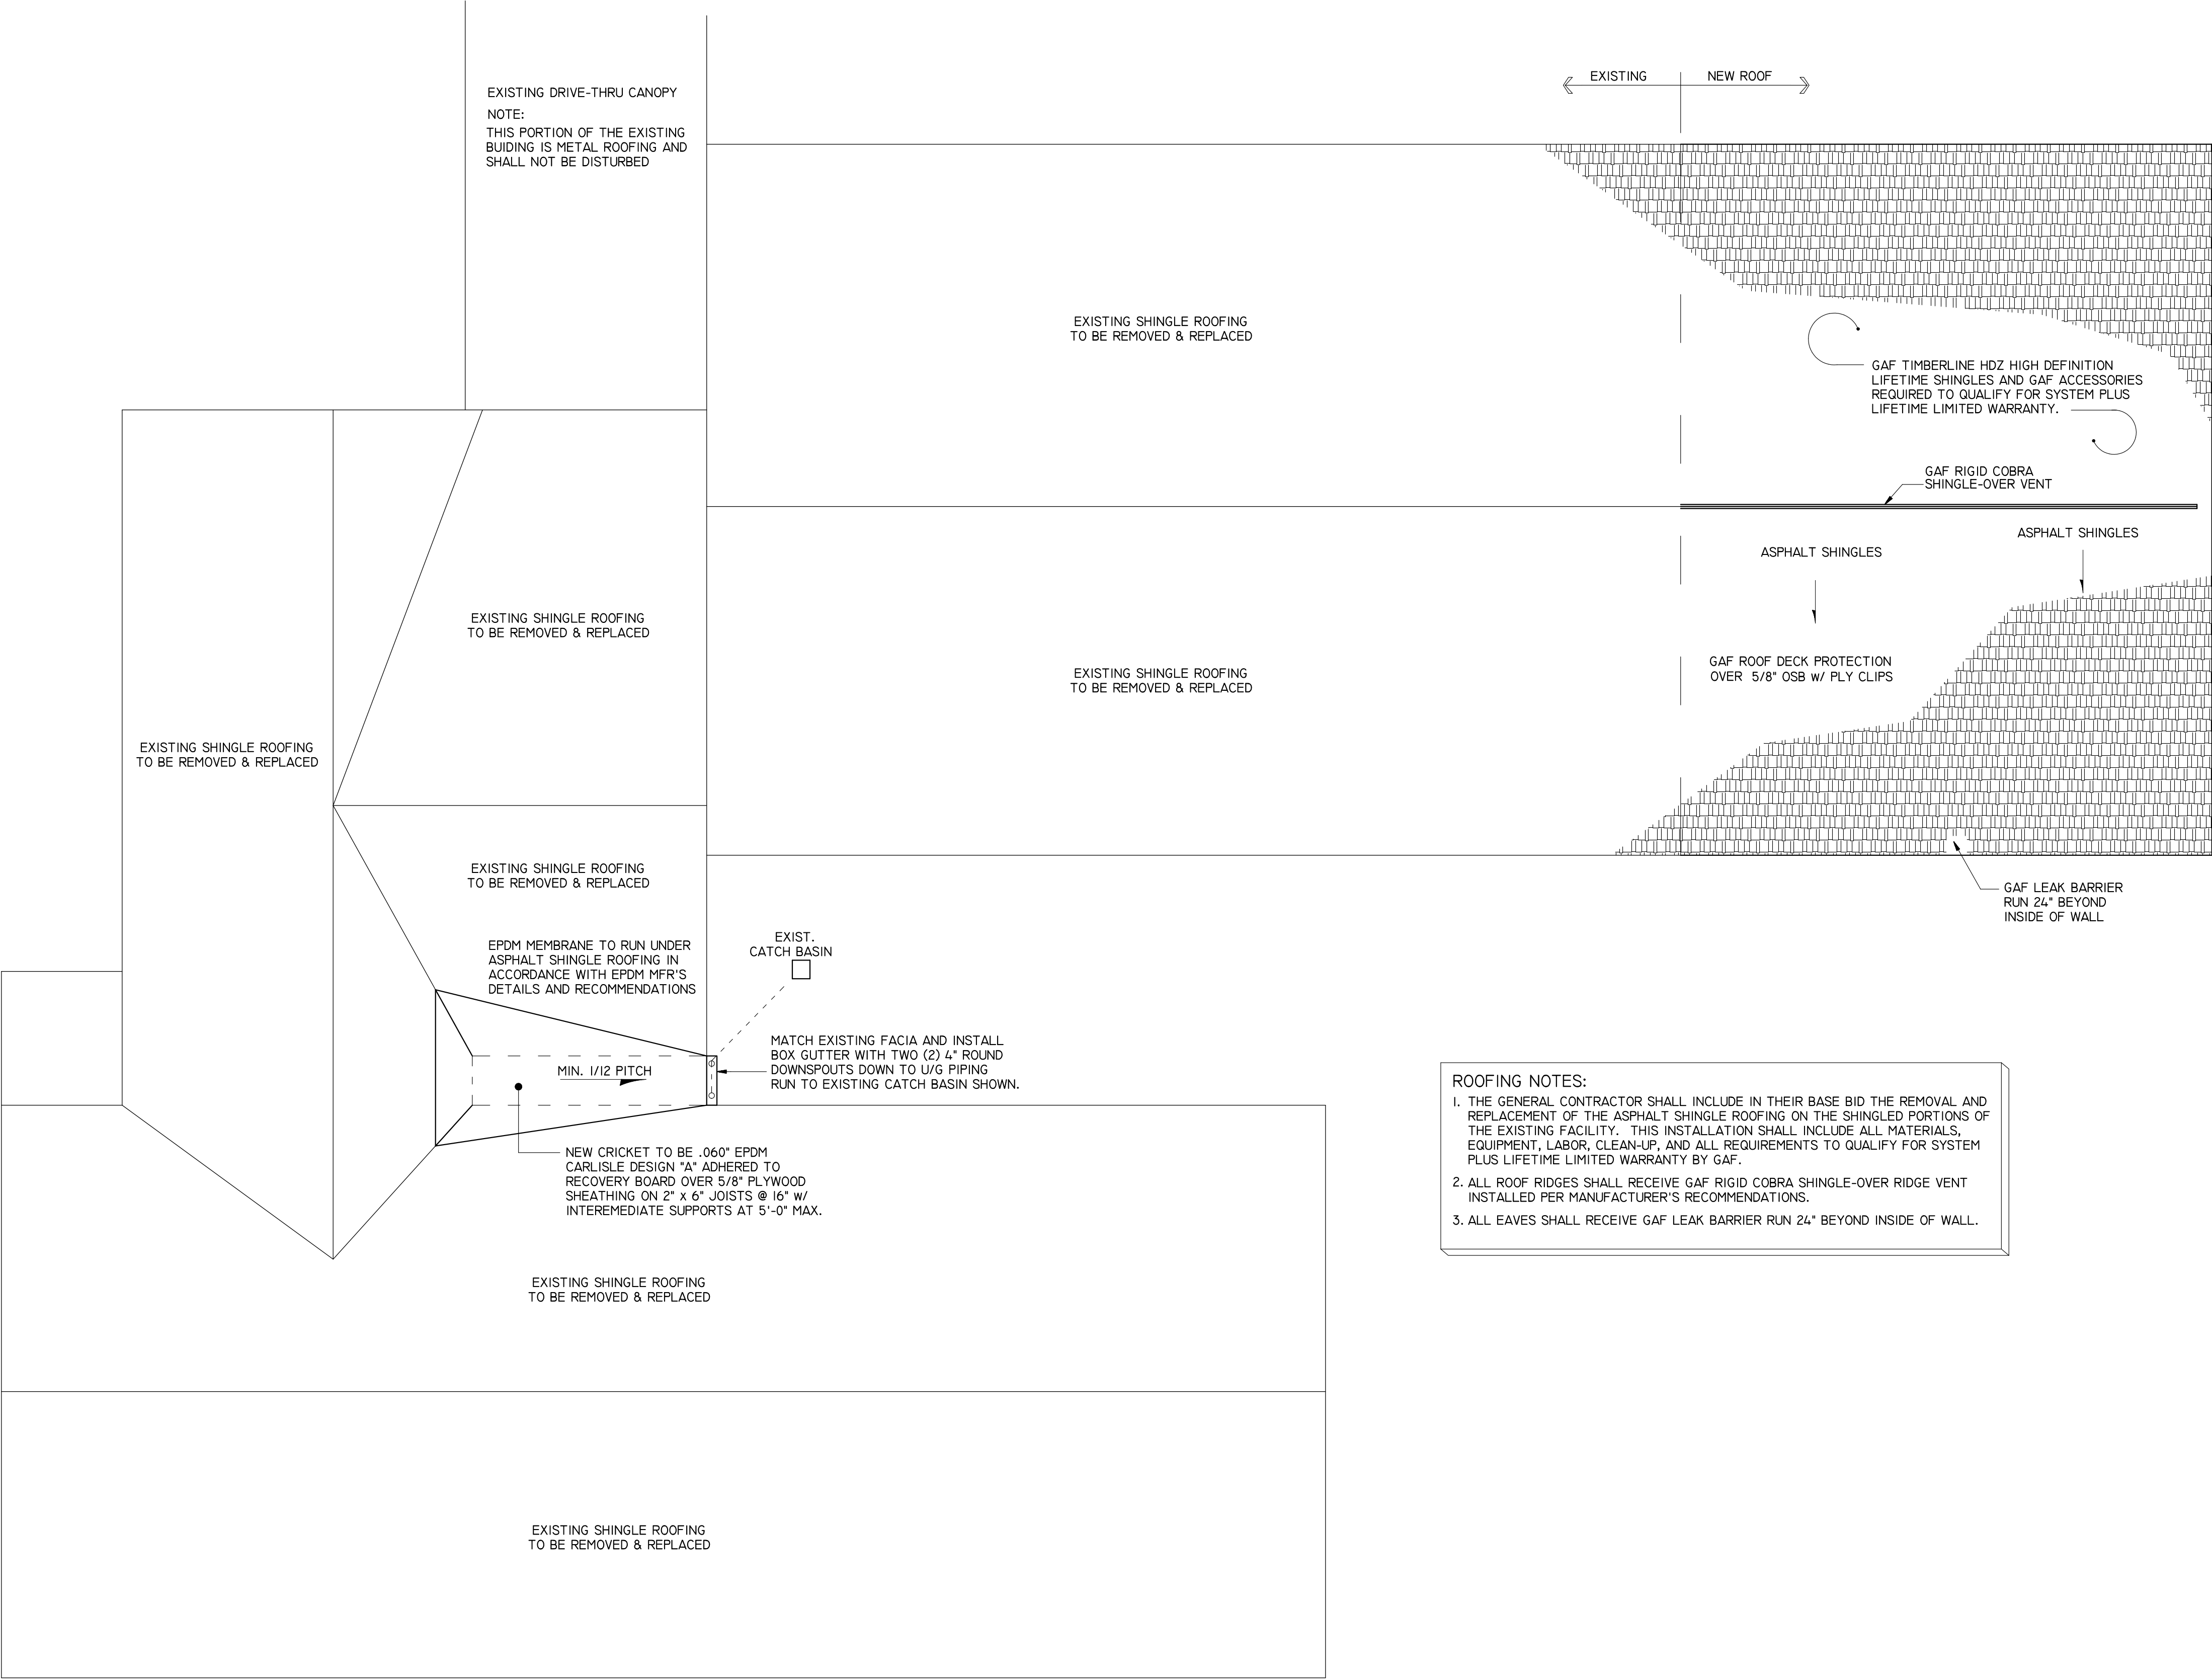 EXISTING DRIVE-THRU CANOPY
NOTE:
THIS PORTION OF THE EXISTING
BUIDING IS METAL ROOFING AND
SHALL NOT BE DISTURBED
EXISTING
NEW ROOF
EXISTING SHINGLE ROOFING
TO BE REMOVED & REPLACED
GAF TIMBERLINE HDZ HIGH DEFINITION
LIFETIME SHINGLES AND GAF ACCESSORIES
REQUIRED TO QUALIFY FOR SYSTEM PLUS
LIFETIME LIMITED WARRANTY.
GAF RIGID COBRA
SHINGLE-OVER VENT
ASPHALT SHINGLES
ASPHALT SHINGLES
EXISTING SHINGLE ROOFING
TO BE REMOVED & REPLACED
EXISTING SHINGLE ROOFING
TO BE REMOVED & REPLACED
GAF ROOF DECK PROTECTION
OVER 5/8" OSB w/ PLY CLIPS
EXISTING SHINGLE ROOFING
TO BE REMOVED & REPLACED
EXISTING SHINGLE ROOFING
TO BE REMOVED & REPLACED
GAF LEAK BARRIER
RUN 24" BEYOND
INSIDE OF WALL
EPDM MEMBRANE TO RUN UNDER
ASPHALT SHINGLE ROOFING IN
ACCORDANCE WITH EPDM MFR'S
DETAILS AND RECOMMENDATIONS
EXIST.
CATCH BASIN
MATCH EXISTING FACIA AND INSTALL
BOX GUTTER WITH TWO (2) 4" ROUND
DOWNSPOUTS DOWN TO U/G PIPING
RUN TO EXISTING CATCH BASIN SHOWN.
MIN. 1/12 PITCH
NEW CRICKET TO BE .060" EPDM
CARLISLE DESIGN "A" ADHERED TO
RECOVERY BOARD OVER 5/8" PLYWOOD
SHEATHING ON 2" x 6" JOISTS @ 16" w/
INTEREMEDIATE SUPPORTS AT 5'-0" MAX.
ROOFING NOTES:
1. THE GENERAL CONTRACTOR SHALL INCLUDE IN THEIR BASE BID THE REMOVAL AND
REPLACEMENT OF THE ASPHALT SHINGLE ROOFING ON THE SHINGLED PORTIONS OF
THE EXISTING FACILITY. THIS INSTALLATION SHALL INCLUDE ALL MATERIALS,
EQUIPMENT, LABOR, CLEAN-UP, AND ALL REQUIREMENTS TO QUALIFY FOR SYSTEM
PLUS LIFETIME LIMITED WARRANTY BY GAF.
2. ALL ROOF RIDGES SHALL RECEIVE GAF RIGID COBRA SHINGLE-OVER RIDGE VENT
INSTALLED PER MANUFACTURER'S RECOMMENDATIONS.
3. ALL EAVES SHALL RECEIVE GAF LEAK BARRIER RUN 24" BEYOND INSIDE OF WALL.
EXISTING SHINGLE ROOFING
TO BE REMOVED & REPLACED
EXISTING SHINGLE ROOFING
TO BE REMOVED & REPLACED